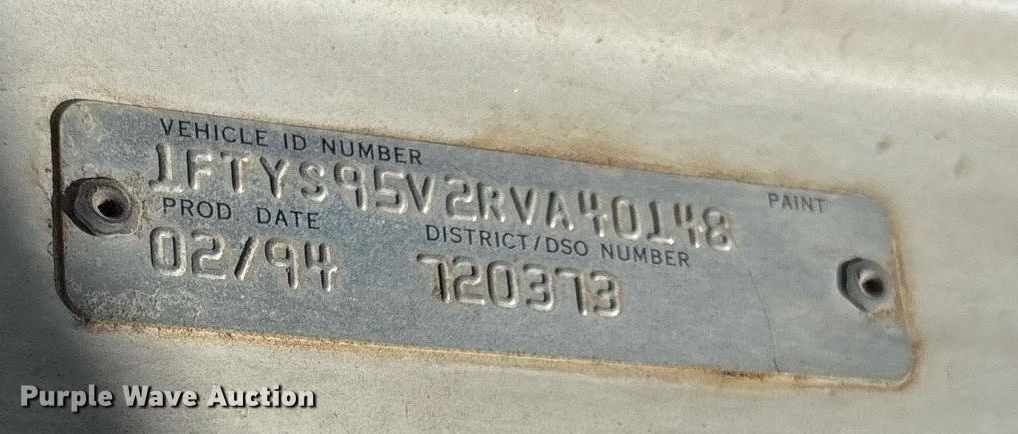 VEHICLE ID NUMBER
1FTYS95V2RVA40148
PAINT
PROD. DATE
02/94
DISTRICT/DSO NUMBER
720373
Purple Wave Auction